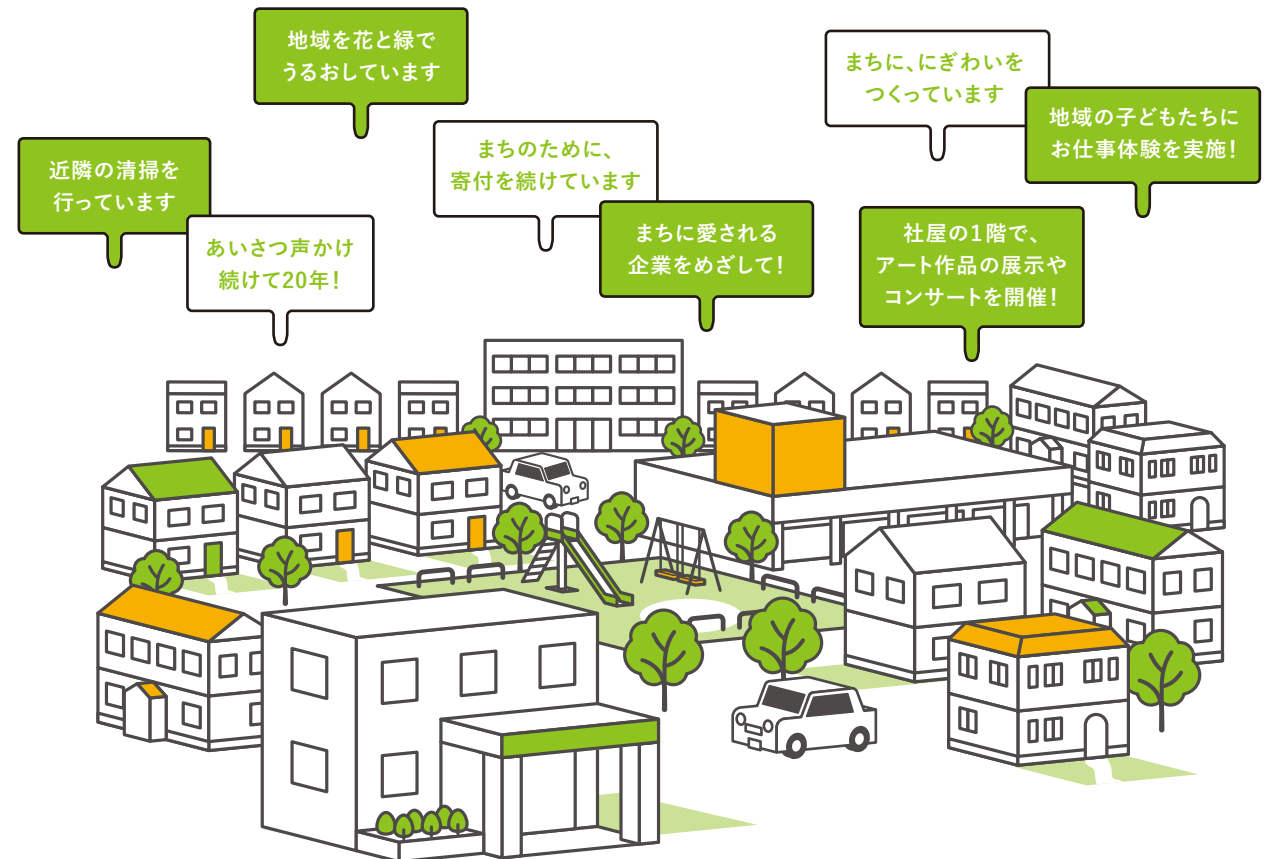 地域を花と緑で
うるおしています
まちに、にぎわいを
つくっています
地域の子どもたちに
お仕事体験を実施！
近隣の清掃を
行っています
まちのために、
寄付を続けています
あいさつ声かけ
続けて20年！
まちに愛される
企業をめざして！
社屋の1階で、
アート作品の展示や
コンサートを開催！